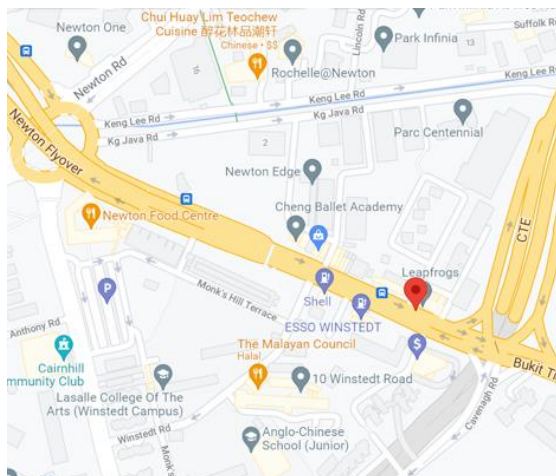 Newton One
Chui Huay Lim Teochew
Cuisine 醉花林品潮轩
Chinese • $$
Newton Rd
16
Rochelle@Newton
Lincoln Rd
Park Infinia
Suffolk R
Keng Lee Rd
Keng Lee Rd
Kg Java Rd
Kg Java Rd
Parc Centennial
Newton Flyover
2
Newton Edge
Cheng Ballet Academy
CTE
Newton Food Centre
Leapfrogs
Shell
P
Monk's Hill Terrace
ESSO WINSTEDT
Anthony Rd
The Malayan Council
Halal
$
Bukit Ti
Cairnhill
mmunity Club
10 Winstedt Road
Lasalle College Of The
Arts (Winstedt Campus)
Cavenagh Rd
Winstedt Rd
Monk's
Anglo-Chinese
School (Junior)